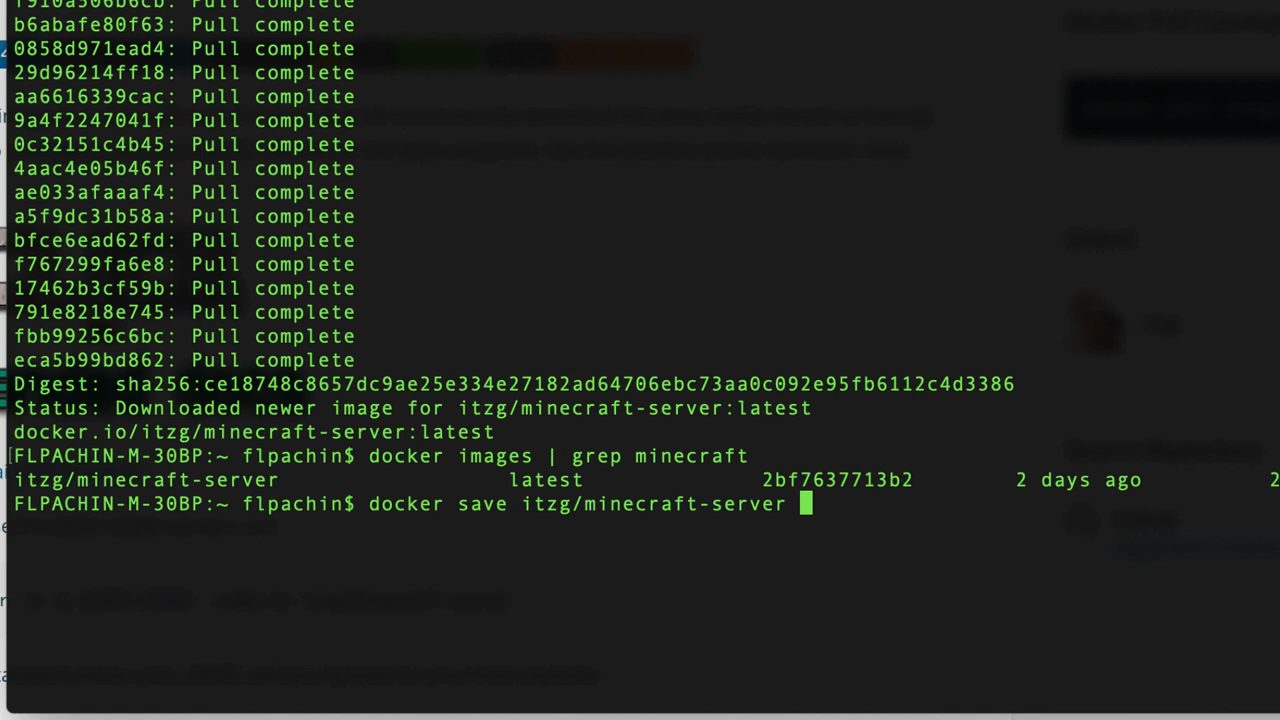 f910a506b6cb: Pull complete
b6abafe80f63: Pull complete
0858d971ead4: Pull complete
29d96214ff18: Pull complete
aa6616339cac: Pull complete
9a4f2247041f: Pull complete
0c32151c4b45: Pull complete
4aac4e05b46f: Pull complete
ae033afaaaf4: Pull complete
a5f9dc31b58a: Pull complete
bfce6ead62fd: Pull complete
f767299fa6e8: Pull complete
17462b3cf59b: Pull complete
791e8218e745: Pull complete
fbb99256c6bc: Pull complete
eca5b99bd862: Pull complete
Digest: sha256:ce18748c8657dc9ae25e334e27182ad64706ebc73aa0c092e95fb6112c4d3386
Status: Downloaded newer image for itzg/minecraft-server:latest
docker.io/itzg/minecraft-server:latest
[FLPACHIN-M-30BP:~ flpachin$ docker images | grep minecraft
itzg/minecraft-server latest 2bf7637713b2 2 days ago 2
FLPACHIN-M-30BP:~ flpachin$ docker save itzg/minecraft-server